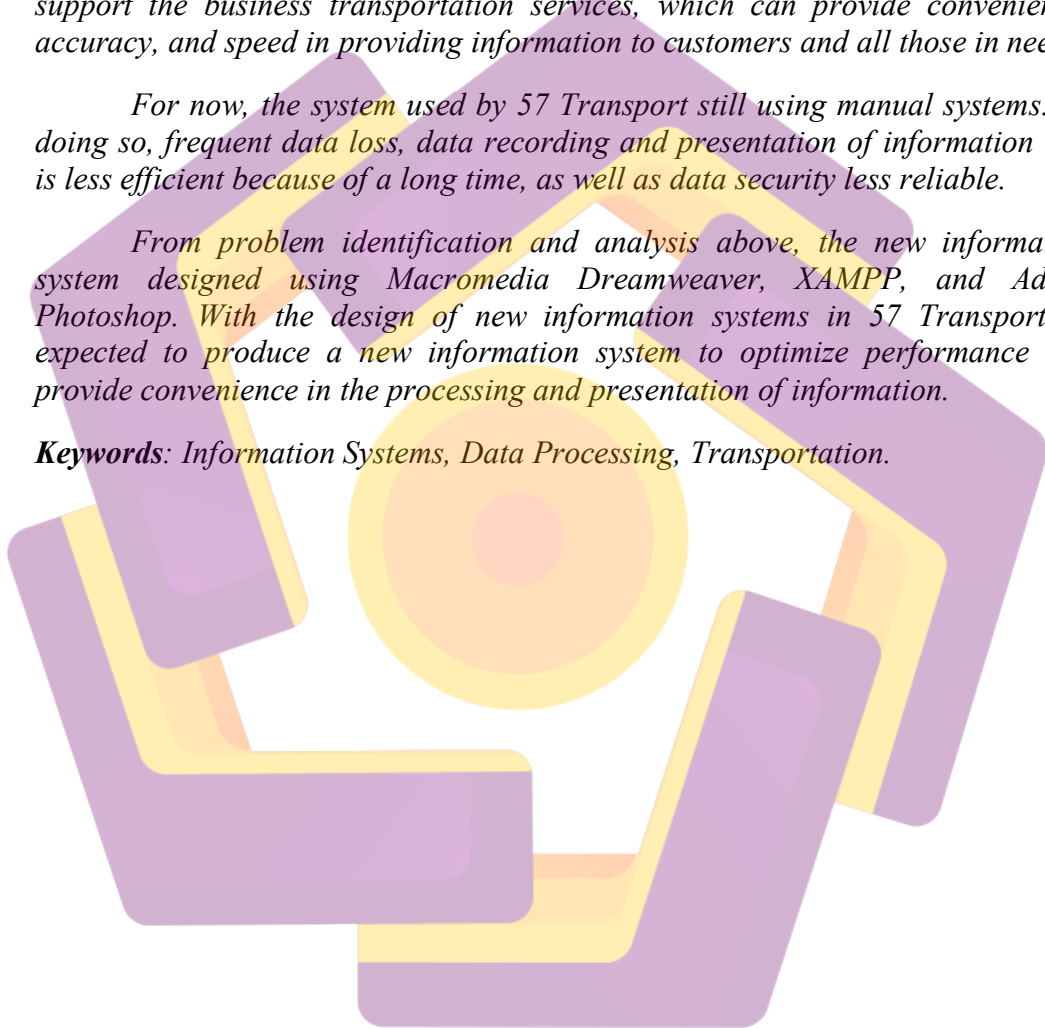 support the business transportation services, which can provide convenien
accuracy, and speed in providing information to customers and all those in nee
For now, the system used by 57 Transport still using manual systems.
doing so, frequent data loss, data recording and presentation of information
is less efficient because of a long time, as well as data security less reliable.
From problem identification and analysis above, the new informa
system designed using Macromedia Dreamweaver, XAMPP, and Ad
Photoshop. With the design of new information systems in 57 Transport
expected to produce a new information system to optimize performance
provide convenience in the processing and presentation of information.
Keywords: Information Systems, Data Processing, Transportation.